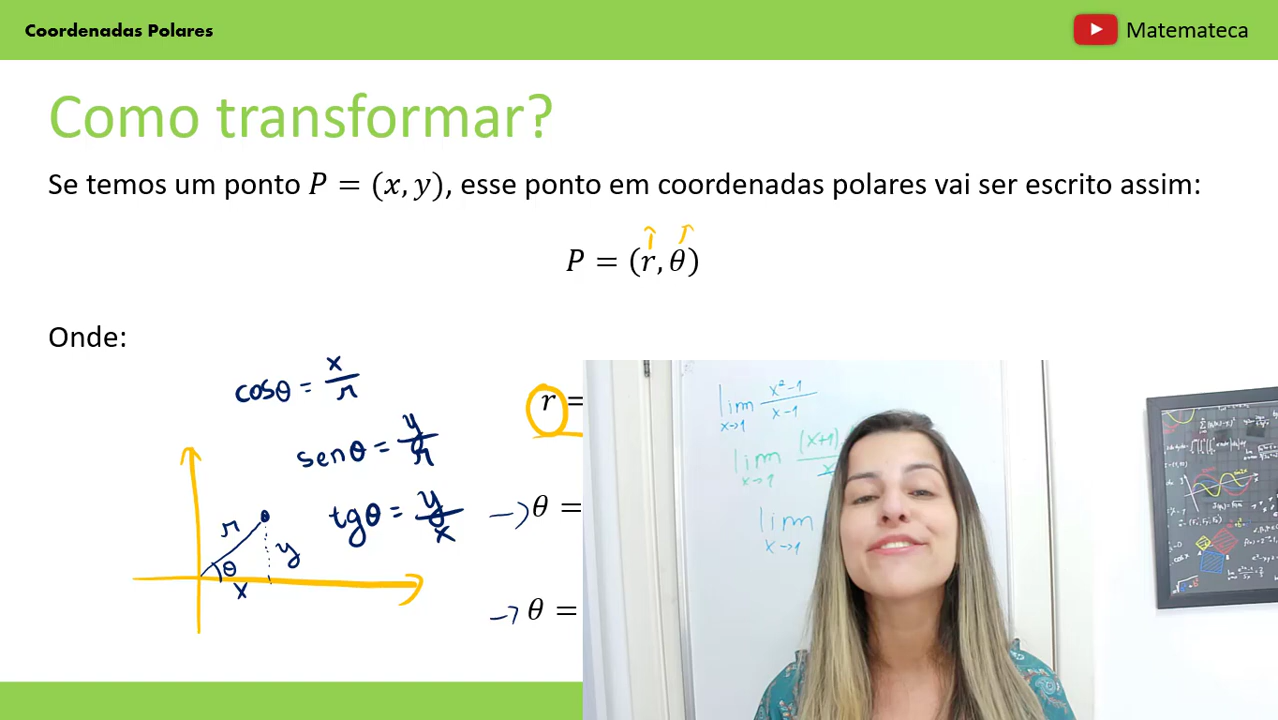 Coordenadas Polares
Matemateca
Como transformar?
Se temos um ponto P = (x, y), esse ponto em coordenadas polares vai ser escrito assim:
P = (r, θ)
Onde:
cosθ = x/r
senθ = y/r
tgθ = y/x
r
θ
y
x
r =
→ θ =
→ θ =
lim x→1 x²-1/x-1
lim x→1 (x+1)
lim x→1